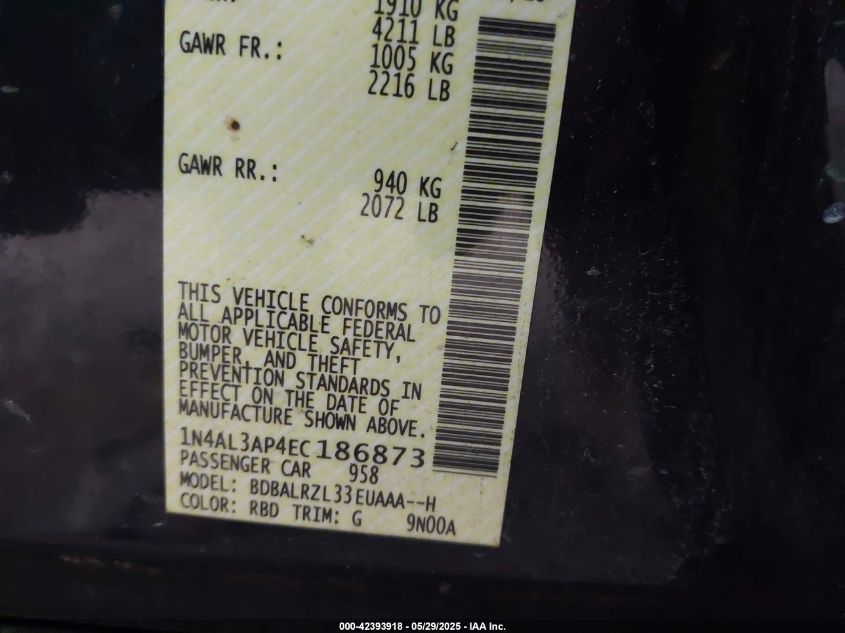 1910 KG
4211 LB
GAWR FR.: 1005 KG
2216 LB
GAWR RR.: 940 KG
2072 LB
THIS VEHICLE CONFORMS TO
ALL APPLICABLE FEDERAL
MOTOR VEHICLE SAFETY,
BUMPER, AND THEFT
PREVENTION STANDARDS IN
EFFECT ON THE DATE OF
MANUFACTURE SHOWN ABOVE.
1N4AL3AP4EC186873
PASSENGER CAR 958
MODEL: BDBALRZL33EUAAA--H
COLOR: RBD TRIM: G 9N00A
000-42393918 - 05/29/2025 - IAA Inc.